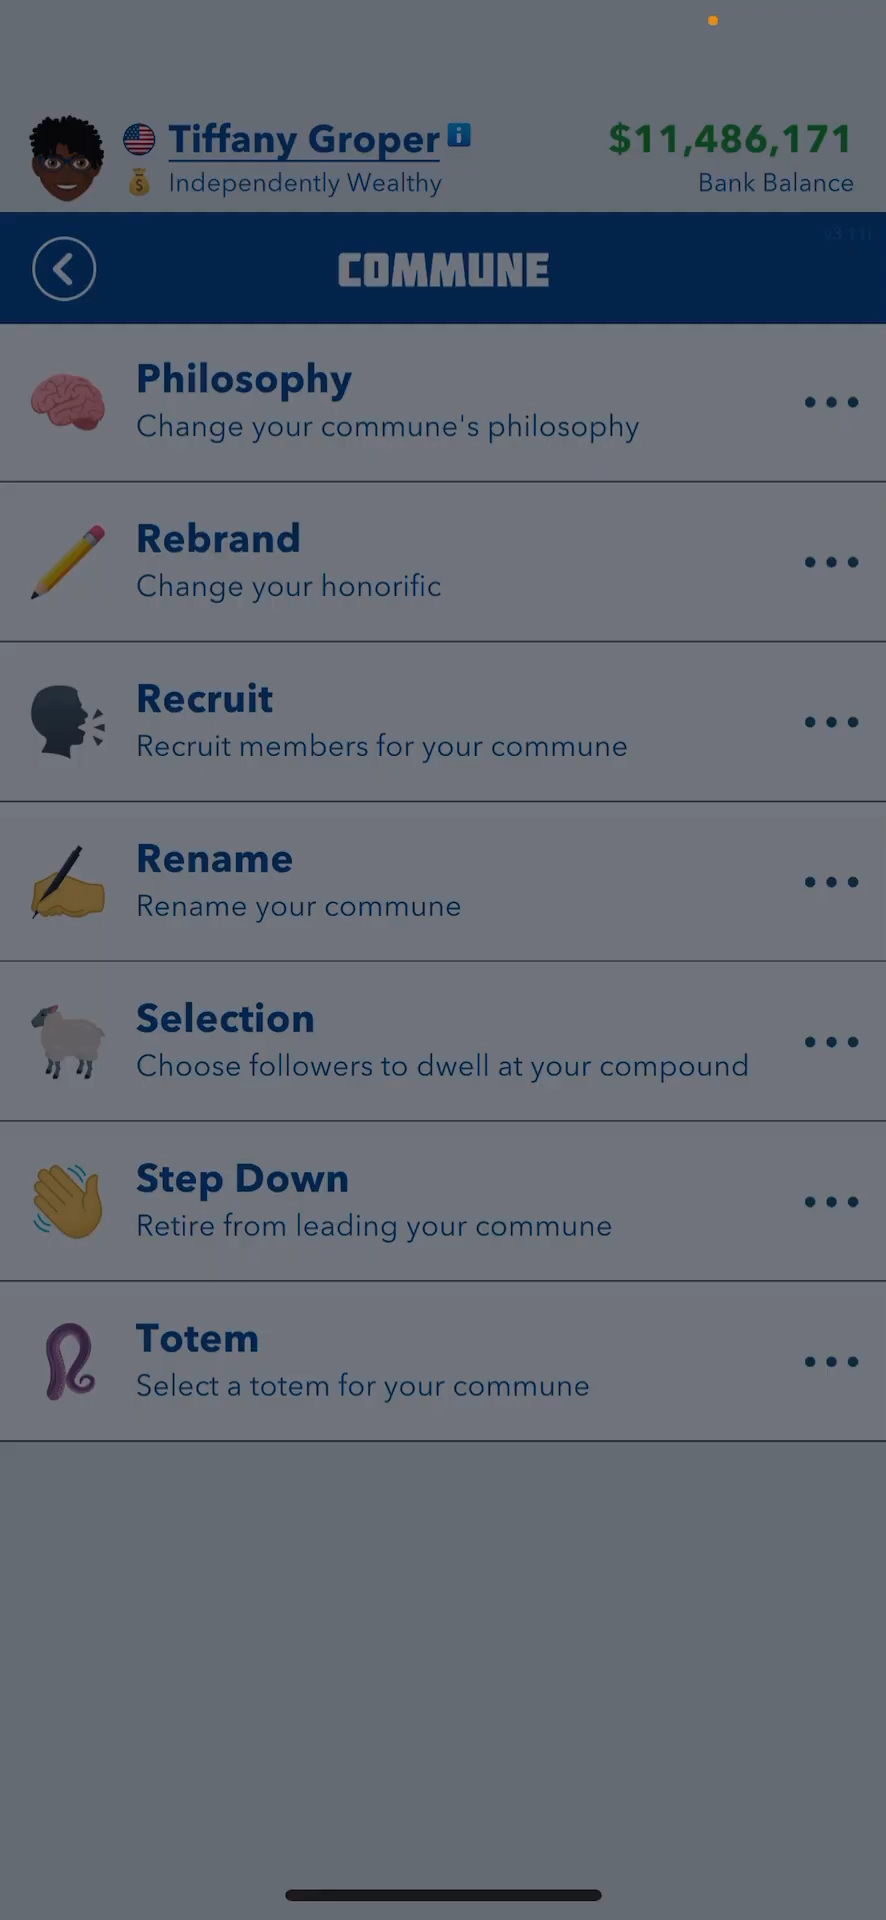 Tiffany Groper
Independently Wealthy
$11,486,171
Bank Balance
COMMUNE
Philosophy
Change your commune's philosophy
Rebrand
Change your honorific
Recruit
Recruit members for your commune
Rename
Rename your commune
Selection
Choose followers to dwell at your compound
Step Down
Retire from leading your commune
Totem
Select a totem for your commune